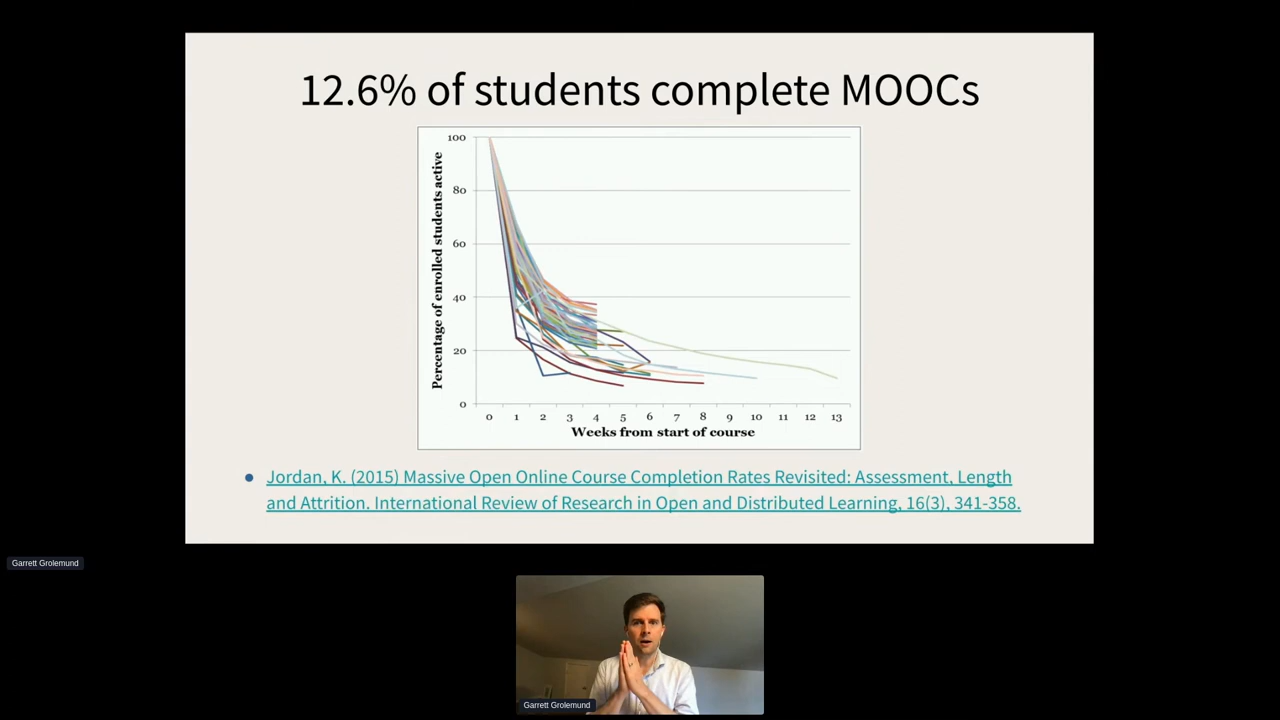 12.6% of students complete MOOCs
Percentage of enrolled students active
100
80
60
40
20
0
0 1 2 3 4 5 6 7 8 9 10 11 12 13
Weeks from start of course
Jordan, K. (2015) Massive Open Online Course Completion Rates Revisited: Assessment, Length
and Attrition. International Review of Research in Open and Distributed Learning, 16(3), 341-358.
Garrett Grolemund
Garrett Grolemund